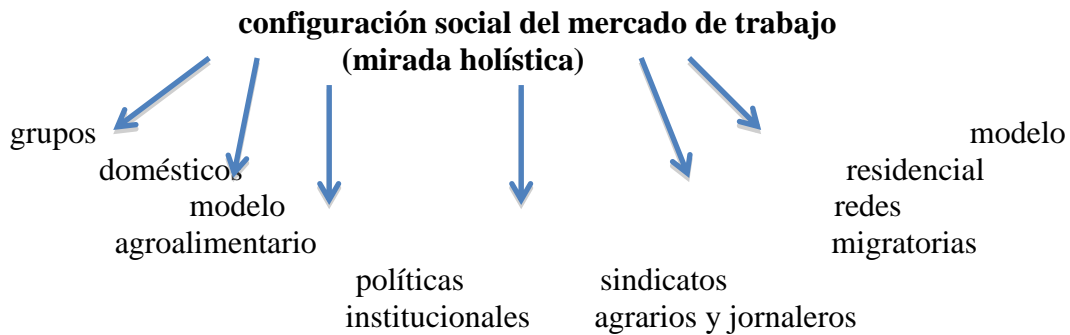 configuración social del mercado de trabajo
(mirada holística)
grupos
domésticos
modelo
agroalimentario
políticas
institucionales
sindicatos
agrarios y jornaleros
redes
migratorias
modelo
residencial